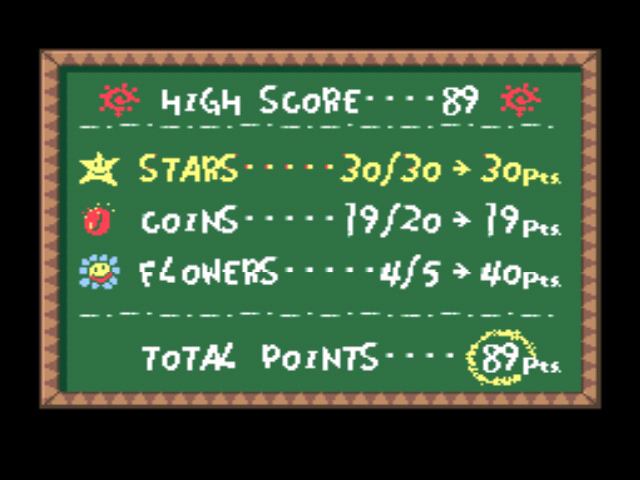 HIGH SCORE····89
STARS·····30/30→30Pts.
COINS·····19/20→19Pts.
FLOWERS·····4/5→40Pts.
TOTAL POINTS····89Pts.